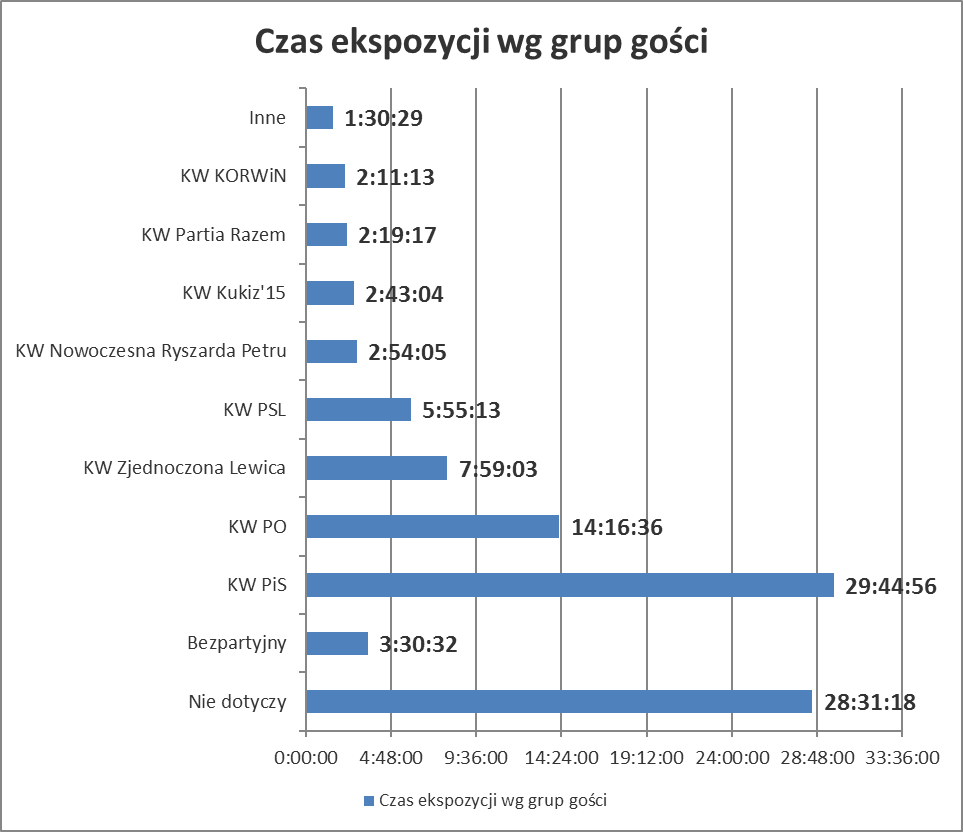 Czas ekspozycji wg grup gości
Inne 1:30:29
KW KORWiN 2:11:13
KW Partia Razem 2:19:17
KW Kukiz'15 2:43:04
KW Nowoczesna Ryszarda Petru 2:54:05
KW PSL 5:55:13
KW Zjednoczona Lewica 7:59:03
KW PO 14:16:36
KW PiS 29:44:56
Bezpartyjny 3:30:32
Nie dotyczy 28:31:18
0:00:00 4:48:00 9:36:00 14:24:00 19:12:00 24:00:00 28:48:00 33:36:00
Czas ekspozycji wg grup gości